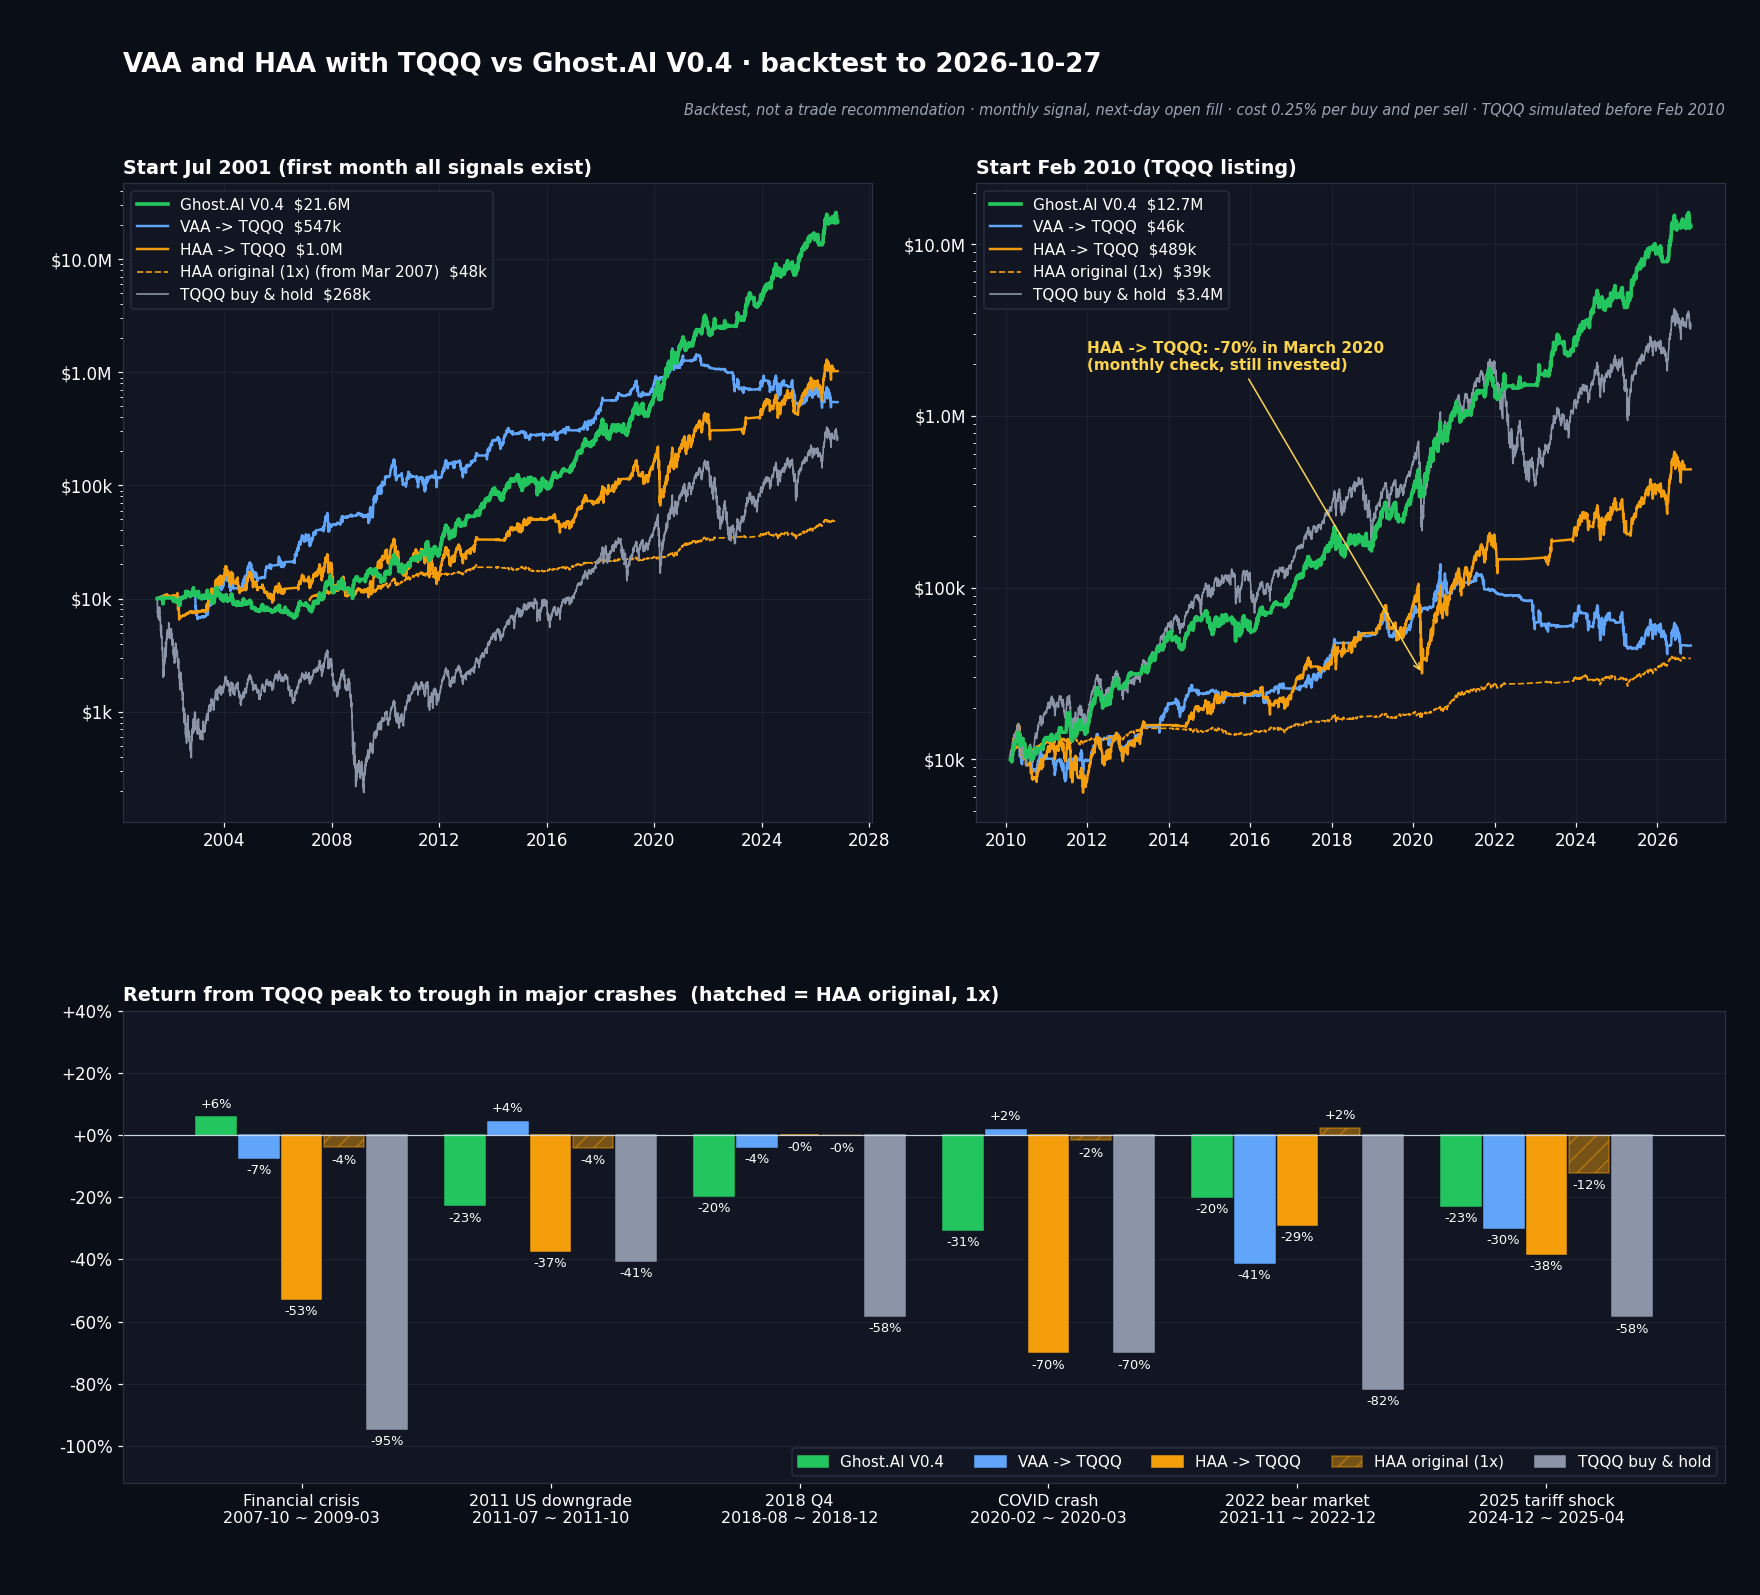 VAA and HAA with TQQQ vs Ghost.AI V0.4 · backtest to 2026-10-27
Backtest, not a trade recommendation · monthly signal, next-day open fill · cost 0.25% per buy and per sell · TQQQ simulated before Feb 2010
Start Jul 2001 (first month all signals exist)
Ghost.AI V0.4 $21.6M
VAA -> TQQQ $547k
HAA -> TQQQ $1.0M
HAA original (1x) (from Mar 2007) $48k
TQQQ buy & hold $268k
$10.0M
$1.0M
$100k
$10k
$1k
2004 2008 2012 2016 2020 2024 2028
Start Feb 2010 (TQQQ listing)
Ghost.AI V0.4 $12.7M
VAA -> TQQQ $46k
HAA -> TQQQ $489k
HAA original (1x) $39k
TQQQ buy & hold $3.4M
HAA -> TQQQ: -70% in March 2020
(monthly check, still invested)
$10.0M
$1.0M
$100k
$10k
2010 2012 2014 2016 2018 2020 2022 2024 2026
Return from TQQQ peak to trough in major crashes (hatched = HAA original, 1x)
+40%
+20%
+0%
-20%
-40%
-60%
-80%
-100%
+6% -7% -53% -4% -95%
-23% +4% -37% -4% -41%
-20% -4% -0% -0% -58%
-31% +2% -70% -2% -70%
-20% -41% -29% +2% -82%
-23% -30% -38% -12% -58%
Ghost.AI V0.4 VAA -> TQQQ HAA -> TQQQ HAA original (1x) TQQQ buy & hold
Financial crisis
2007-10 ~ 2009-03
2011 US downgrade
2011-07 ~ 2011-10
2018 Q4
2018-08 ~ 2018-12
COVID crash
2020-02 ~ 2020-03
2022 bear market
2021-11 ~ 2022-12
2025 tariff shock
2024-12 ~ 2025-04